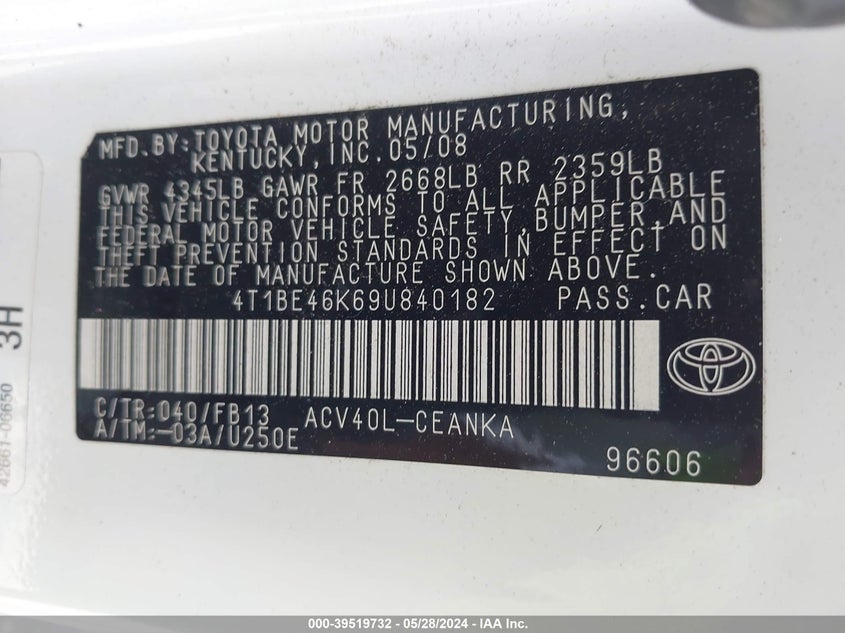 MFD. BY: TOYOTA MOTOR MANUFACTURING,
KENTUCKY, INC. 05/08
GVWR 4345LB GAWR FR 2668LB RR 2359LB
THIS VEHICLE CONFORMS TO ALL APPLICABLE
FEDERAL MOTOR VEHICLE SAFETY, BUMPER, AND
THEFT PREVENTION STANDARDS IN EFFECT ON
THE DATE OF MANUFACTURE SHOWN ABOVE.
4T1BE46K69U840182 PASS. CAR
C/TR: 040/FB13 ACV40L-CEANKA
A/TM: -03A/U250E
96606
3H
42661-06650
000-39519732 - 05/28/2024 - IAA Inc.